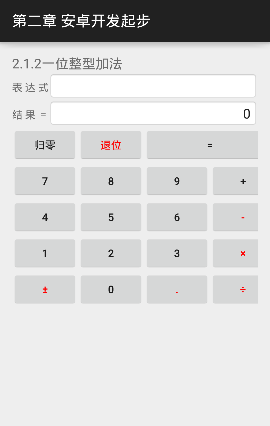 第二章 安卓开发起步
2.1.2一位整型加法
表 达 式
结 果 = 0
归零 退位 =
7 8 9 +
4 5 6 -
1 2 3 ×
± 0 . ÷